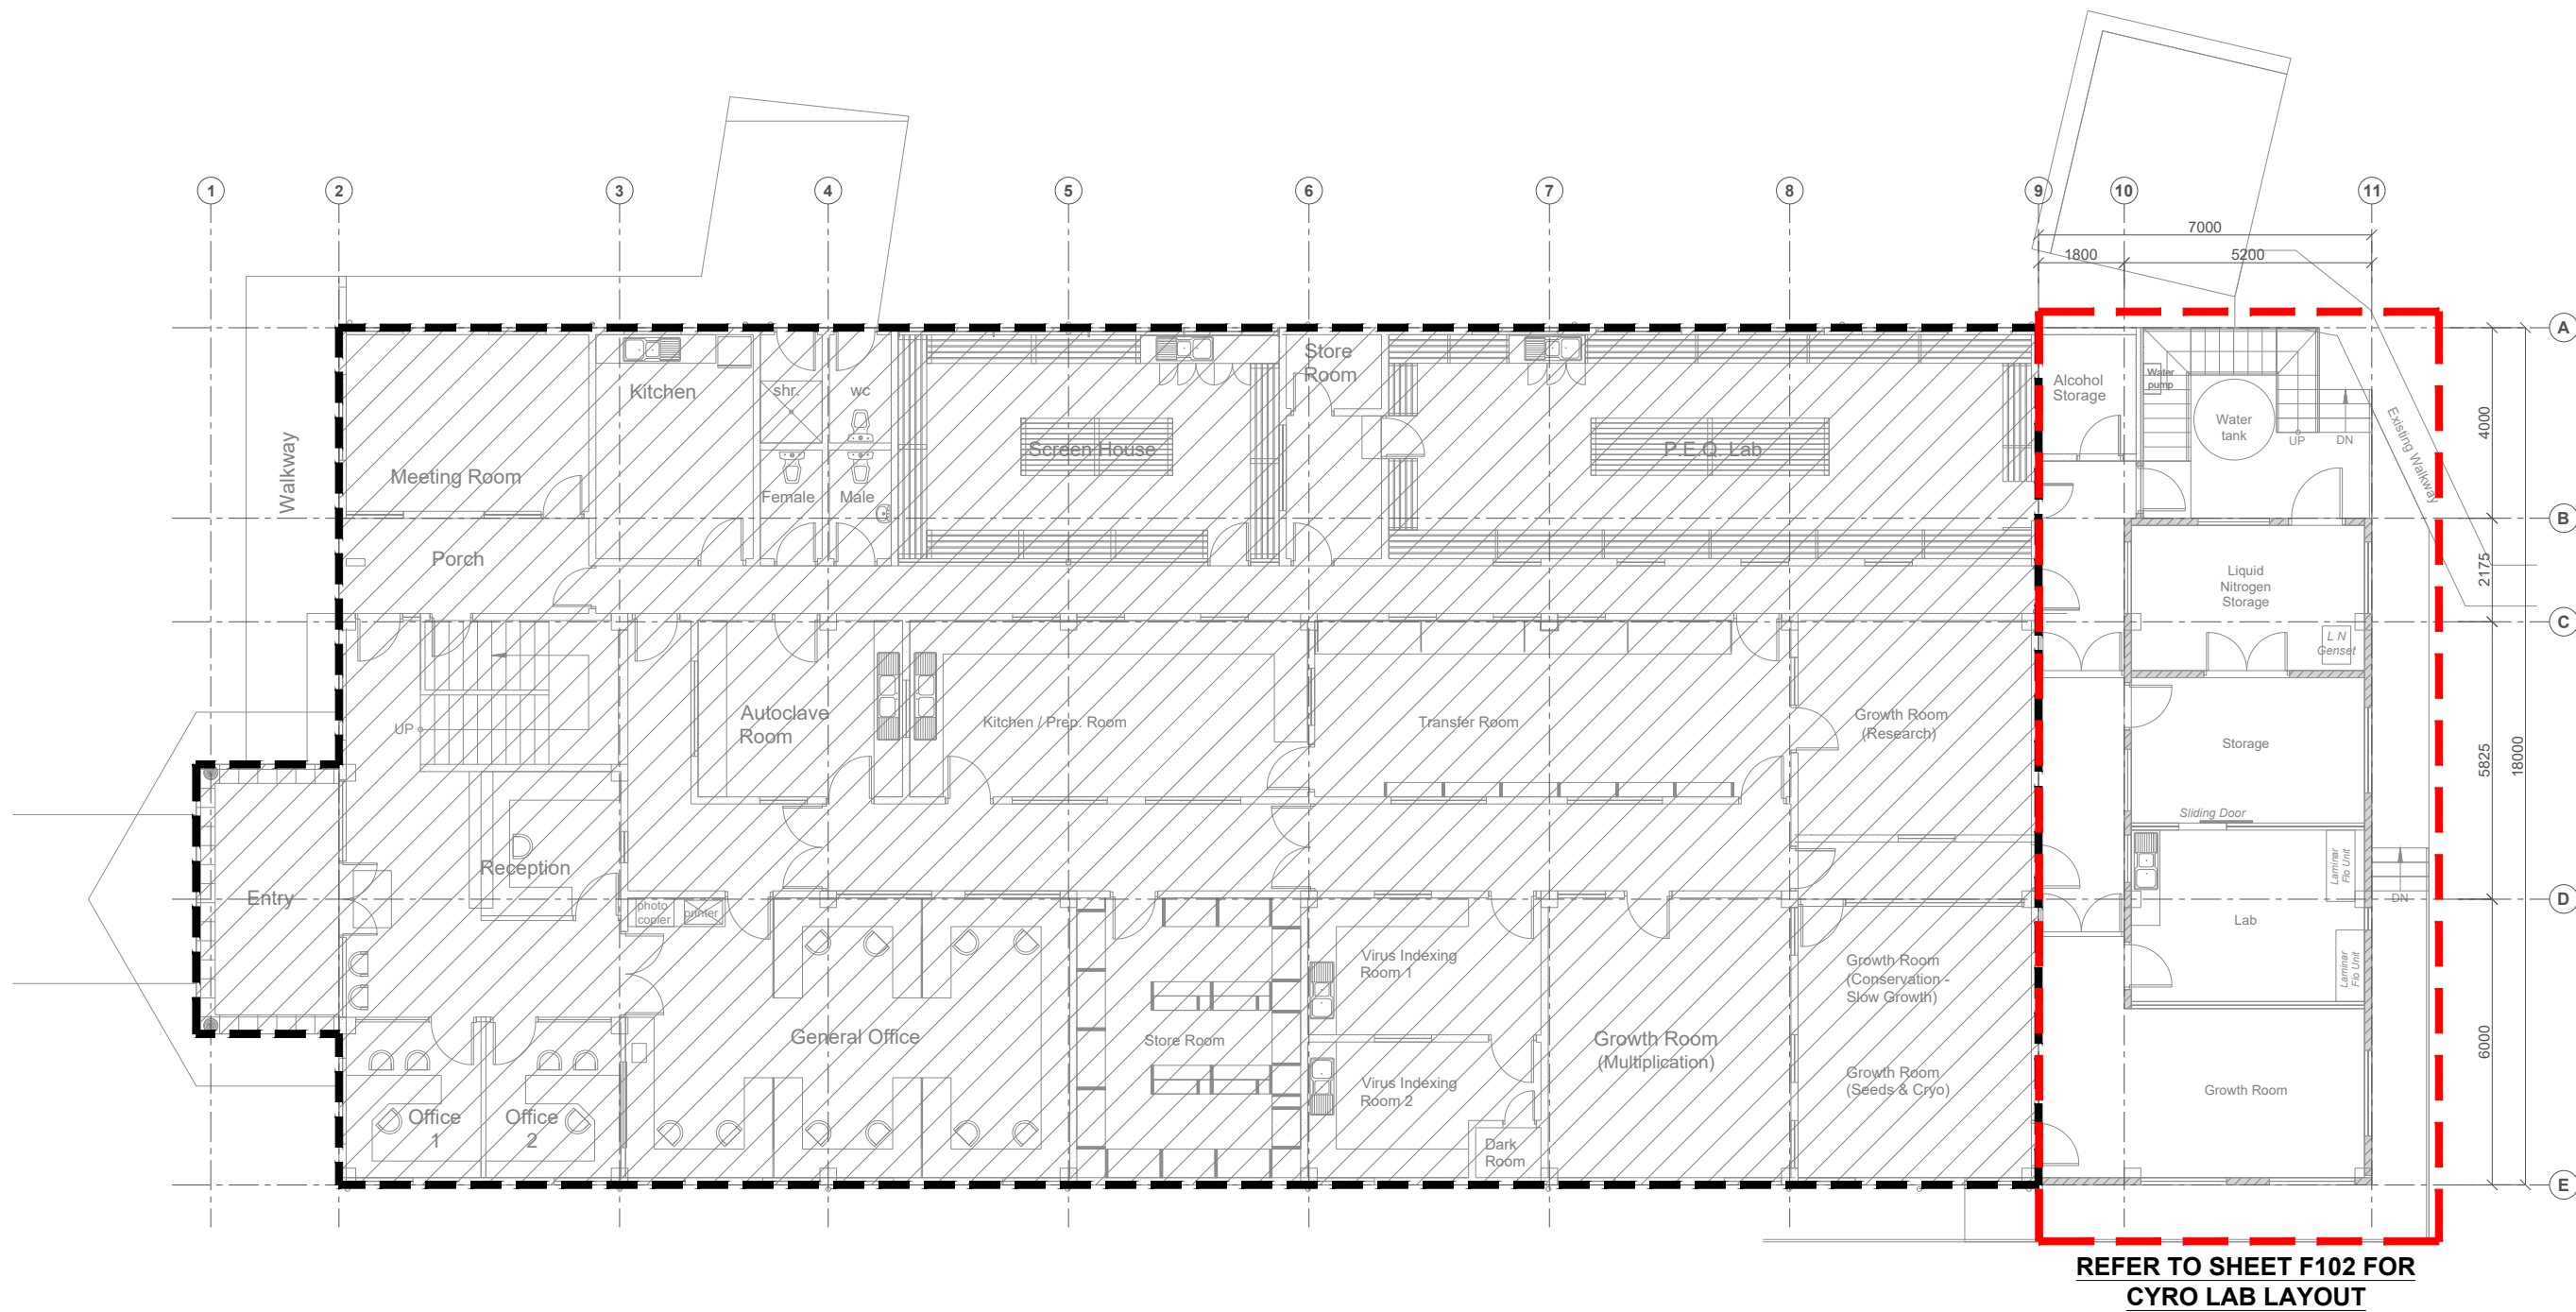 1
2
3
4
5
6
7
8
9
10
11
7000
1800
5200
A
B
C
D
E
4000
2175
5825
18000
6000
Walkway
Meeting Room
Kitchen
shr.
wc
Female
Male
Screen House
Store
Room
P.E.Q. Lab
Alcohol
Storage
Water
pump
Water
tank
UP
DN
Existing Walkway
Porch
Liquid
Nitrogen
Storage
L N
Genset
UP
Autoclave
Room
Kitchen / Prep. Room
Transfer Room
Growth Room
(Research)
Storage
Sliding Door
Reception
Entry
photo
copier
printer
Laminar
Flo Unit
DN
Lab
Laminar
Flo Unit
General Office
Store Room
Virus Indexing
Room 1
Virus Indexing
Room 2
Dark
Room
Growth Room
(Multiplication)
Growth Room
(Conservation -
Slow Growth)
Growth Room
(Seeds & Cryo)
Growth Room
Office
1
Office
2
REFER TO SHEET F102 FOR
CYRO LAB LAYOUT